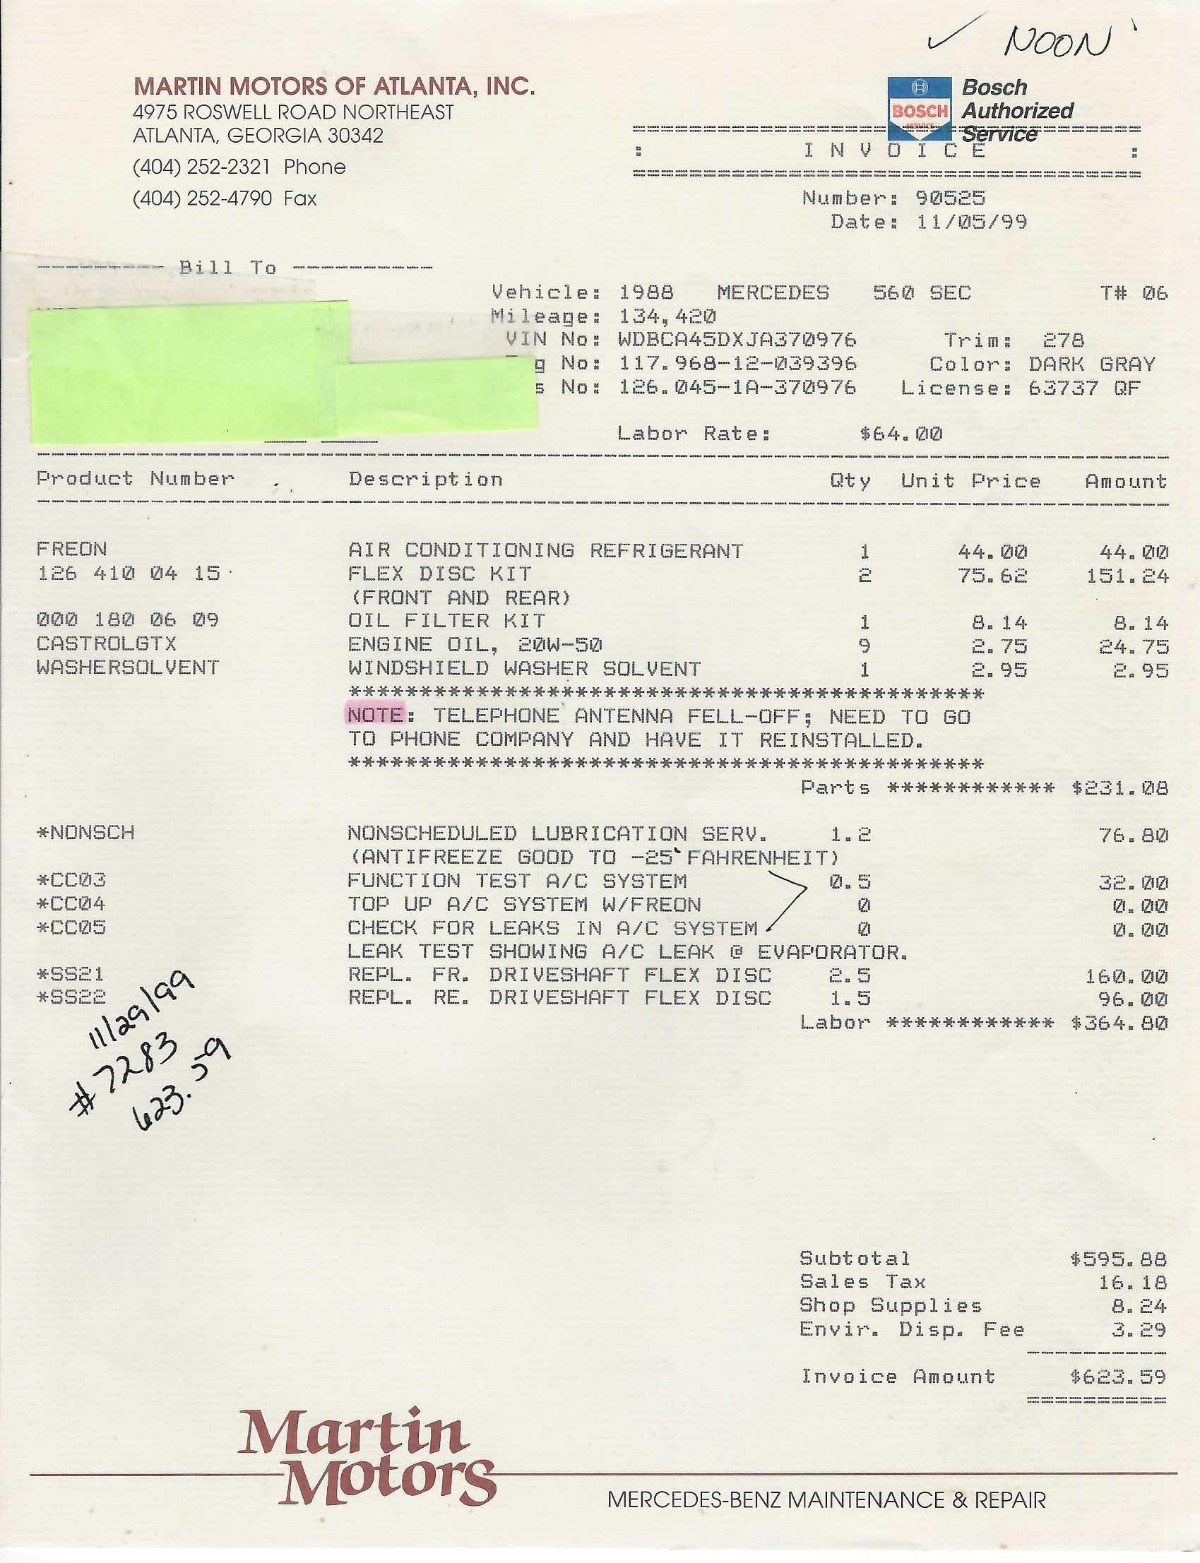 ✓ NOON
MARTIN MOTORS OF ATLANTA, INC.
4975 ROSWELL ROAD NORTHEAST
ATLANTA, GEORGIA 30342
(404) 252-2321 Phone
(404) 252-4790 Fax
BOSCH
SERVICE
Bosch
Authorized
Service
: INVOICE :
Number: 90525
Date: 11/05/99
---------- Bill To ----------
Vehicle: 1988 MERCEDES 560 SEC T# 06
Mileage: 134,420
VIN No: WDBCA45DXJA370976 Trim: 278
g No: 117.968-12-039396 Color: DARK GRAY
s No: 126.045-1A-370976 License: 63737 QF
Labor Rate: $64.00
Product Number Description Qty Unit Price Amount
FREON AIR CONDITIONING REFRIGERANT 1 44.00 44.00
126 410 04 15 FLEX DISC KIT 2 75.62 151.24
(FRONT AND REAR)
000 180 06 09 OIL FILTER KIT 1 8.14 8.14
CASTROLGTX ENGINE OIL, 20W-50 9 2.75 24.75
WASHERSOLVENT WINDSHIELD WASHER SOLVENT 1 2.95 2.95
*********************************************
NOTE: TELEPHONE ANTENNA FELL-OFF; NEED TO GO
TO PHONE COMPANY AND HAVE IT REINSTALLED.
*********************************************
Parts ************ $231.08
*NONSCH NONSCHEDULED LUBRICATION SERV. 1.2 76.80
(ANTIFREEZE GOOD TO -25 FAHRENHEIT)
*CC03 FUNCTION TEST A/C SYSTEM 0.5 32.00
*CC04 TOP UP A/C SYSTEM W/FREON 0 0.00
*CC05 CHECK FOR LEAKS IN A/C SYSTEM 0 0.00
LEAK TEST SHOWING A/C LEAK @ EVAPORATOR.
*SS21 REPL. FR. DRIVESHAFT FLEX DISC 2.5 160.00
*SS22 REPL. RE. DRIVESHAFT FLEX DISC 1.5 96.00
Labor ************ $364.80
11/29/99
#7283
623.59
Subtotal $595.88
Sales Tax 16.18
Shop Supplies 8.24
Envir. Disp. Fee 3.29
Invoice Amount $623.59
Martin
Motors
MERCEDES-BENZ MAINTENANCE & REPAIR